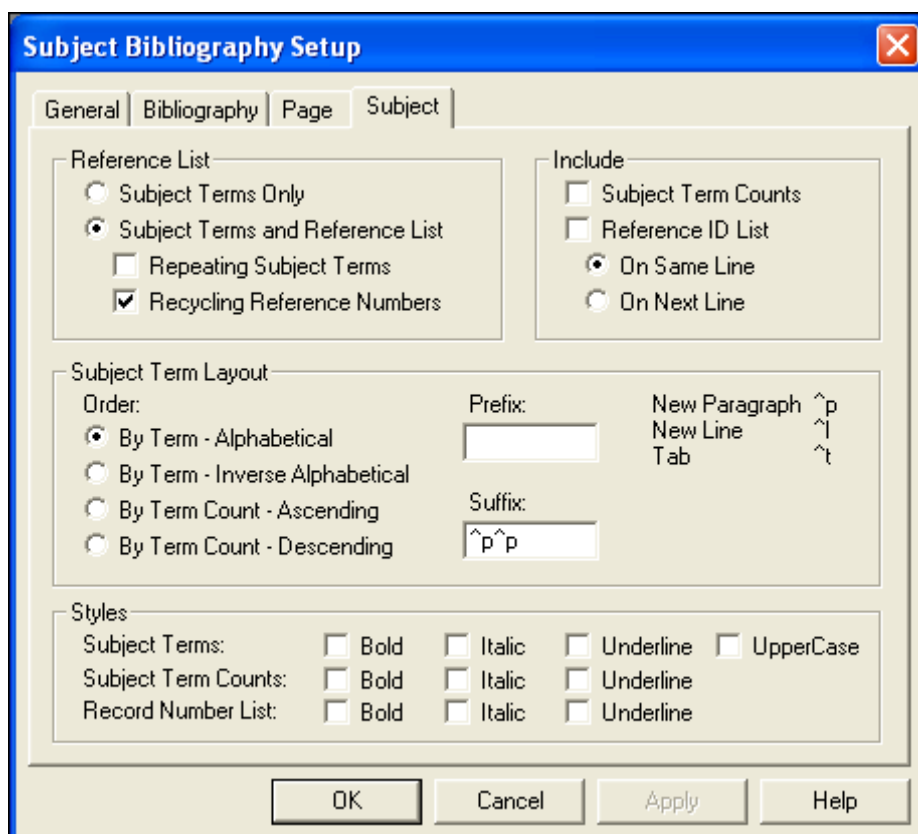 Subject Bibliography Setup
General Bibliography Page Subject
Reference List
Subject Terms Only
Subject Terms and Reference List
Repeating Subject Terms
Recycling Reference Numbers
Include
Subject Term Counts
Reference ID List
On Same Line
On Next Line
Subject Term Layout
Order:
By Term - Alphabetical
By Term - Inverse Alphabetical
By Term Count - Ascending
By Term Count - Descending
Prefix:
Suffix:
^p^p
New Paragraph ^p
New Line ^l
Tab ^t
Styles
Subject Terms: Bold Italic Underline UpperCase
Subject Term Counts: Bold Italic Underline
Record Number List: Bold Italic Underline
OK Cancel Apply Help